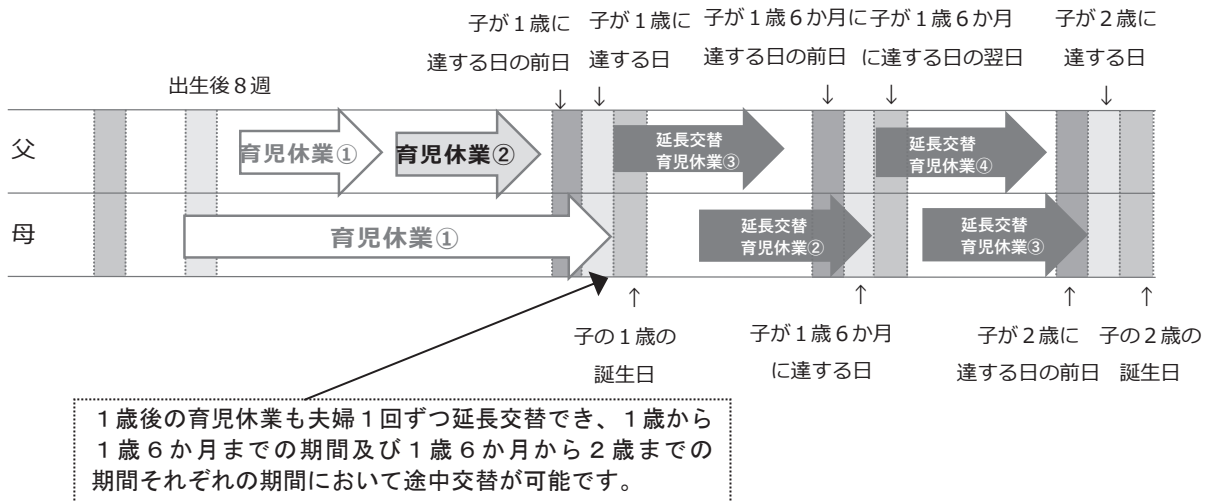 子が１歳に
達する日の前日
子が１歳に
達する日
子が１歳６か月に
達する日の前日
子が１歳６か月
に達する日の翌日
子が２歳に
達する日
出生後８週
↓ ↓ ↓ ↓ ↓
父
育児休業①
育児休業②
延長交替
育児休業③
延長交替
育児休業④
母
育児休業①
延長交替
育児休業②
延長交替
育児休業③
↑ ↑ ↑ ↑
子の１歳の
誕生日
子が１歳６か月
に達する日
子が２歳に
達する日の前日
子の２歳の
誕生日
１歳後の育児休業も夫婦１回ずつ延長交替でき、１歳から
１歳６か月までの期間及び１歳６か月から２歳までの
期間それぞれの期間において途中交替が可能です。